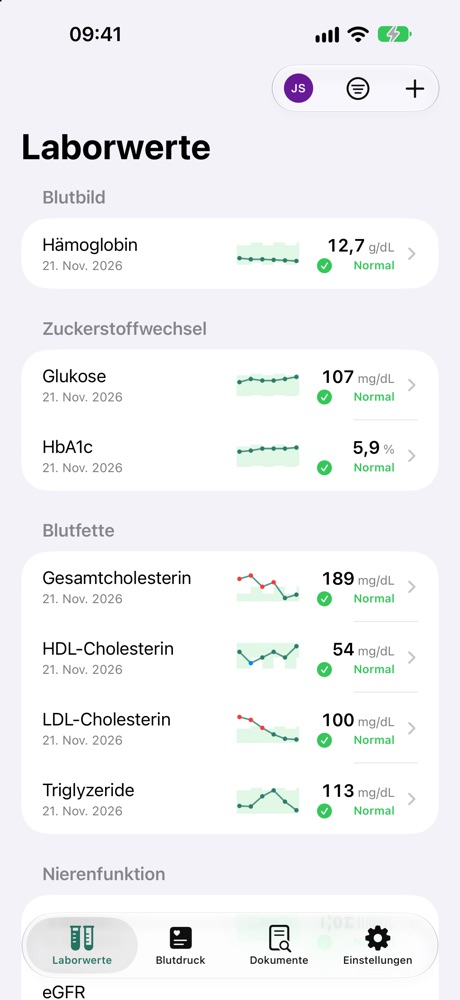 09:41
JS
Laborwerte
Blutbild
Hämoglobin 12,7 g/dL
21. Nov. 2026 Normal
Zuckerstoffwechsel
Glukose 107 mg/dL
21. Nov. 2026 Normal
HbA1c 5,9 %
21. Nov. 2026 Normal
Blutfette
Gesamtcholesterin 189 mg/dL
21. Nov. 2026 Normal
HDL-Cholesterin 54 mg/dL
21. Nov. 2026 Normal
LDL-Cholesterin 100 mg/dL
21. Nov. 2026 Normal
Triglyzeride 113 mg/dL
21. Nov. 2026 Normal
Nierenfunktion
Laborwerte Blutdruck Dokumente Einstellungen
eGFR